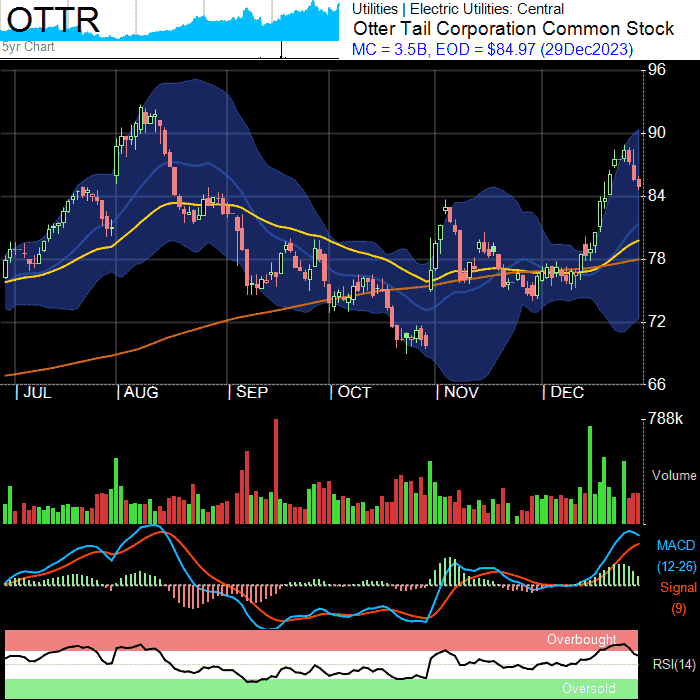 OTTR
5yr Chart
Utilities | Electric Utilities: Central
Otter Tail Corporation Common Stock
MC = 3.5B, EOD = $84.97 (29Dec2023)
96
90
84
78
72
66
| JUL | AUG | SEP | OCT | NOV | DEC
788k
Volume
MACD
(12-26)
Signal
(9)
Overbought
RSI(14)
Oversold